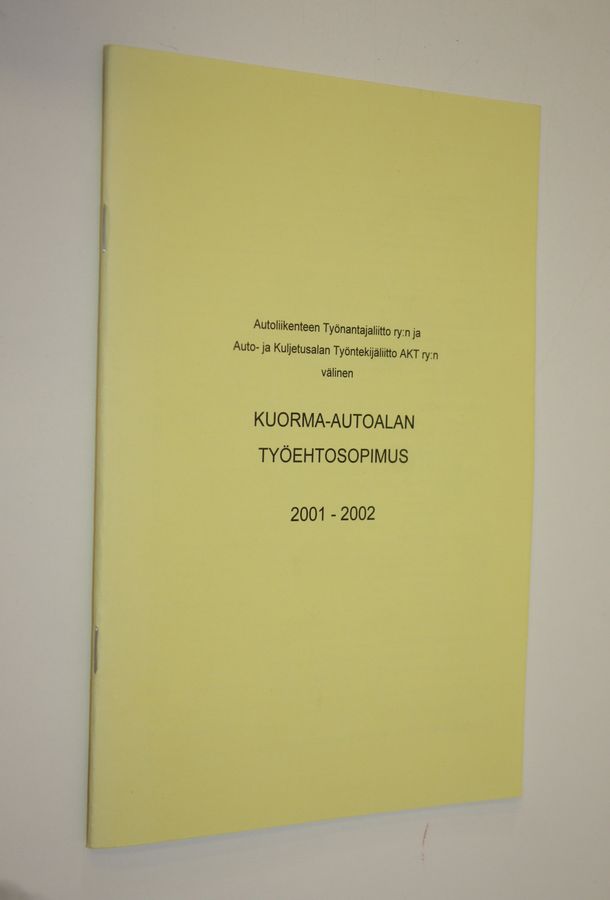 Autoliikenteen Työnantajaliitto ry:n ja
Auto- ja Kuljetusalan Työntekijäliitto AKT ry:n
välinen
KUORMA-AUTOALAN
TYÖEHTOSOPIMUS
2001 - 2002